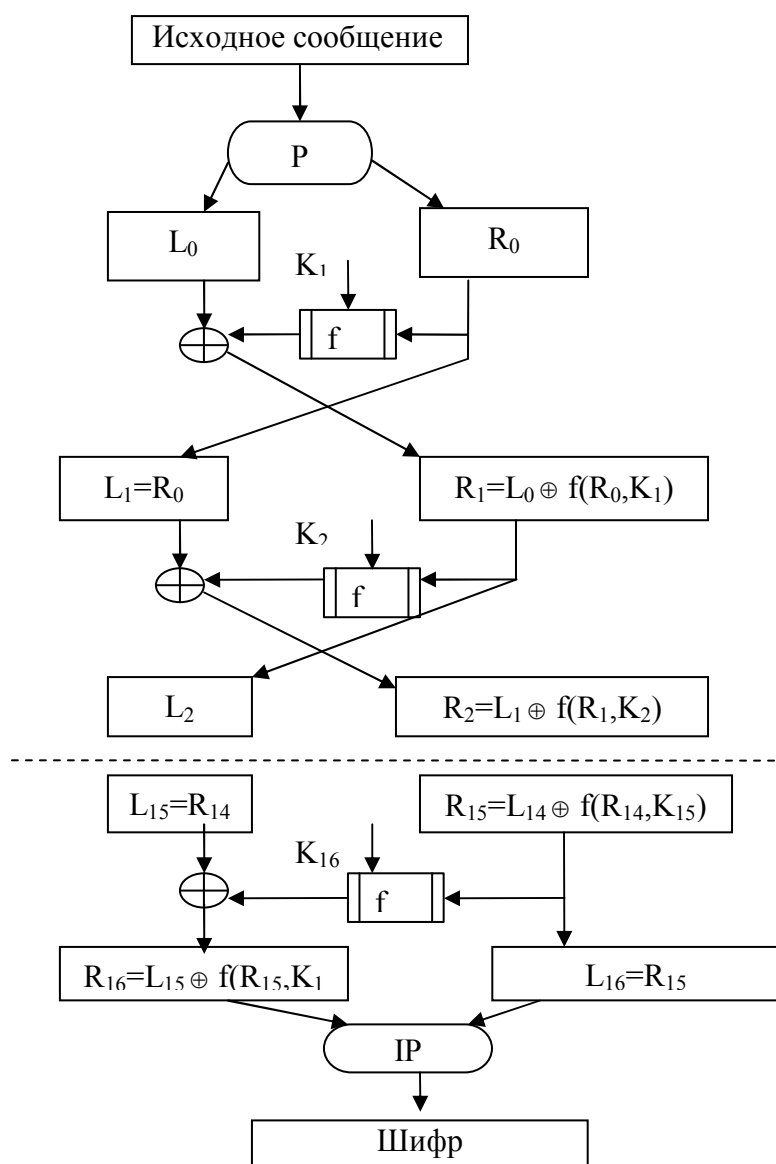 Исходное сообщение
P
L₀
R₀
K₁
f
L₁=R₀
R₁=L₀ ⊕ f(R₀,K₁)
K₂
f
L₂
R₂=L₁ ⊕ f(R₁,K₂)
L₁₅=R₁₄
R₁₅=L₁₄ ⊕ f(R₁₄,K₁₅)
K₁₆
f
R₁₆=L₁₅ ⊕ f(R₁₅,K₁
L₁₆=R₁₅
IP
Шифр